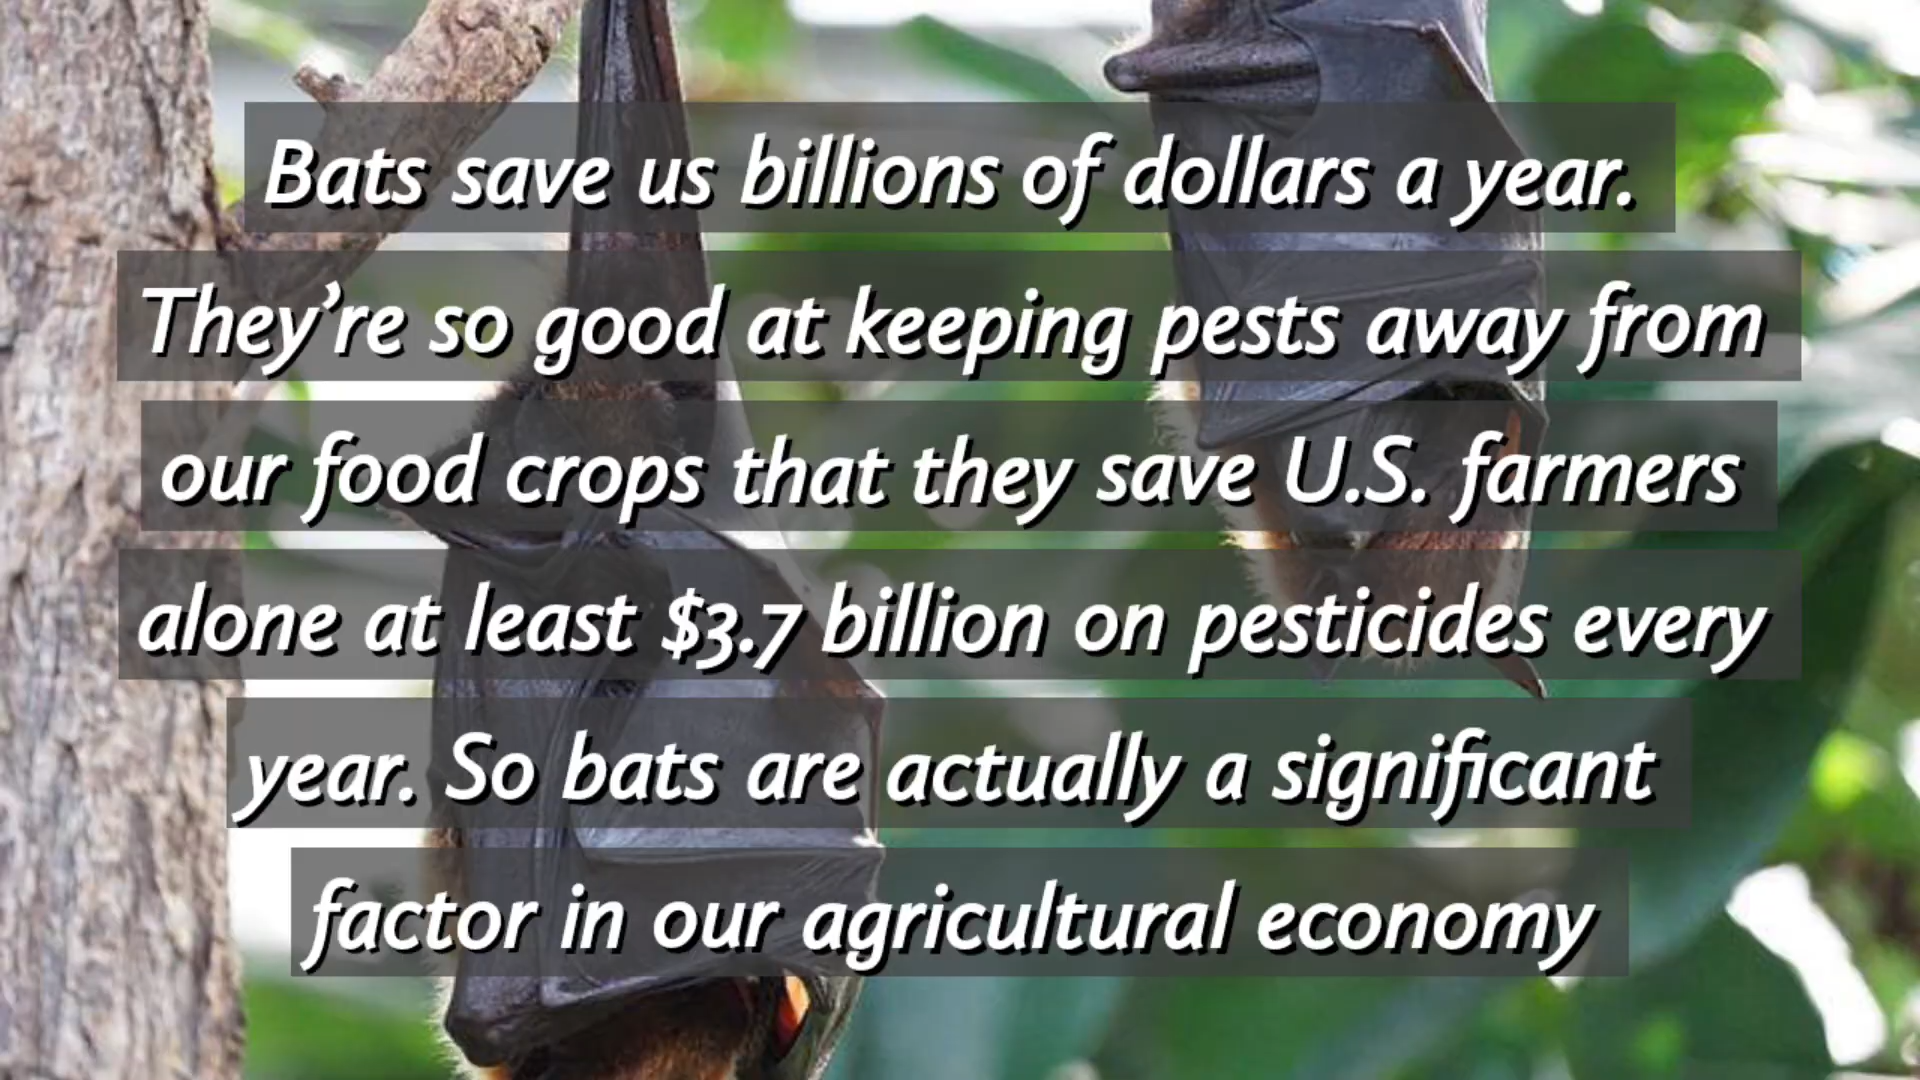 Bats save us billions of dollars a year.
They’re so good at keeping pests away from
our food crops that they save U.S. farmers
alone at least $3.7 billion on pesticides every
year. So bats are actually a significant
factor in our agricultural economy